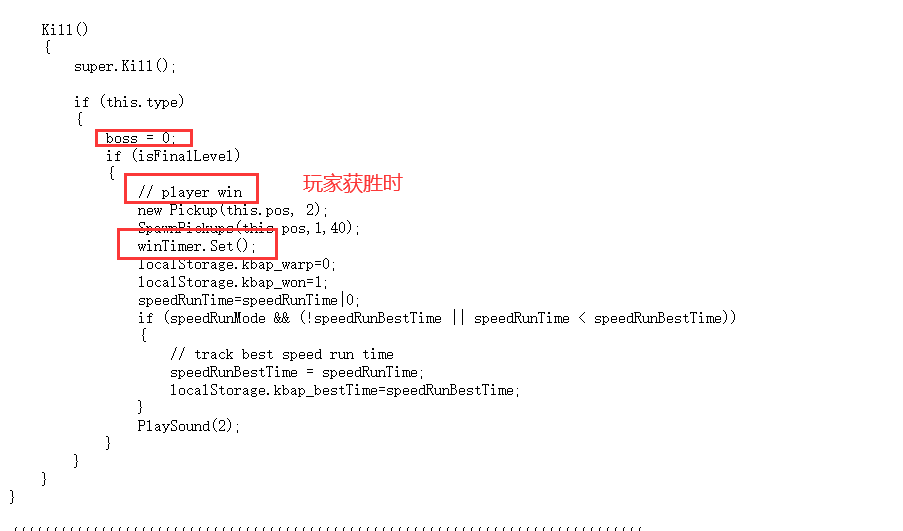 Kill()
{
super.Kill();
if (this.type)
{
boss = 0;
if (isFinalLevel)
{
// player win
玩家获胜时
new Pickup(this.pos, 2);
SpawnPickups(this.pos,1,40);
winTimer.Set();
localStorage.kbap_warp=0;
localStorage.kbap_won=1;
speedRunTime=speedRunTime|0;
if (speedRunMode && (!speedRunBestTime || speedRunTime < speedRunBestTime))
{
// track best speed run time
speedRunBestTime = speedRunTime;
localStorage.kbap_bestTime=speedRunBestTime;
}
PlaySound(2);
}
}
}
}